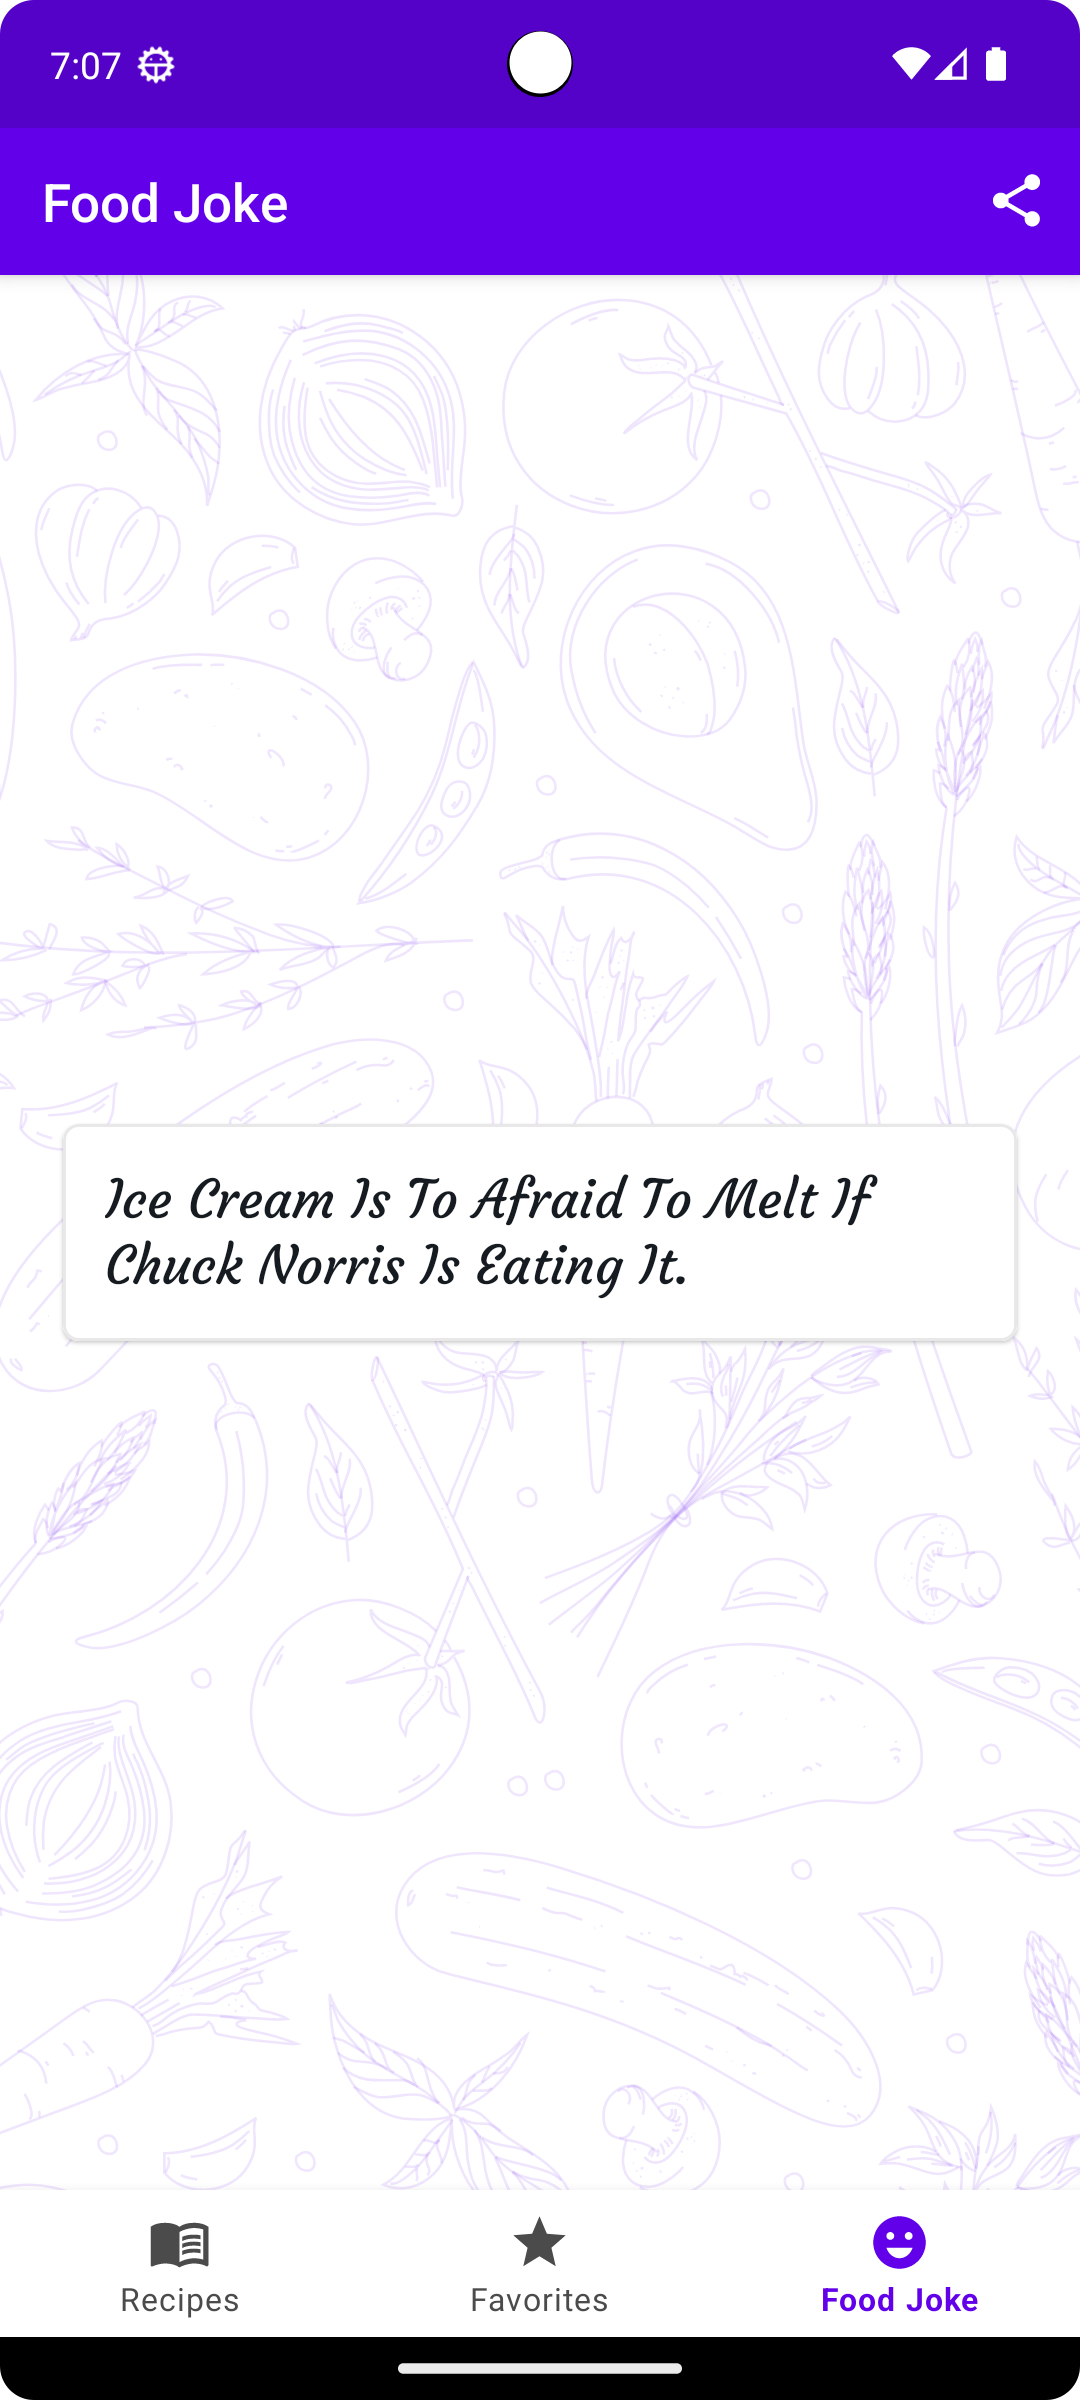 7:07
Food Joke
Ice Cream Is To Afraid To Melt If
Chuck Norris Is Eating It.
Recipes
Favorites
Food Joke